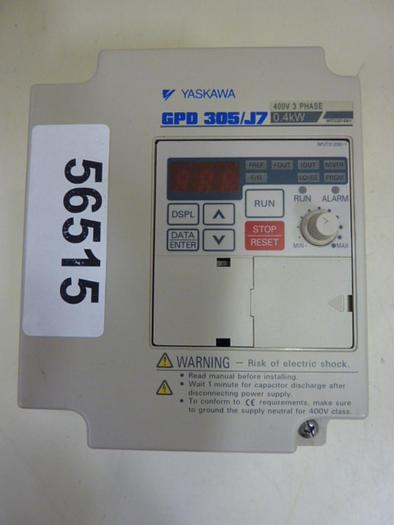 YASKAWA
GPD 305/J7
400V 3 PHASE
0.4kW
FREF FOUT IOUT MNTR
F/R LO/RE PRGM
RUN ALARM
DSPL
RUN
DATA
ENTER
STOP
RESET
MIN MAX
WARNING - Risk of electric shock.
• Read manual before installing.
• Wait 1 minute for capacitor discharge after
disconnecting power supply.
• To conform to CE requirements, make sure
to ground the supply neutral for 400V class.
56515